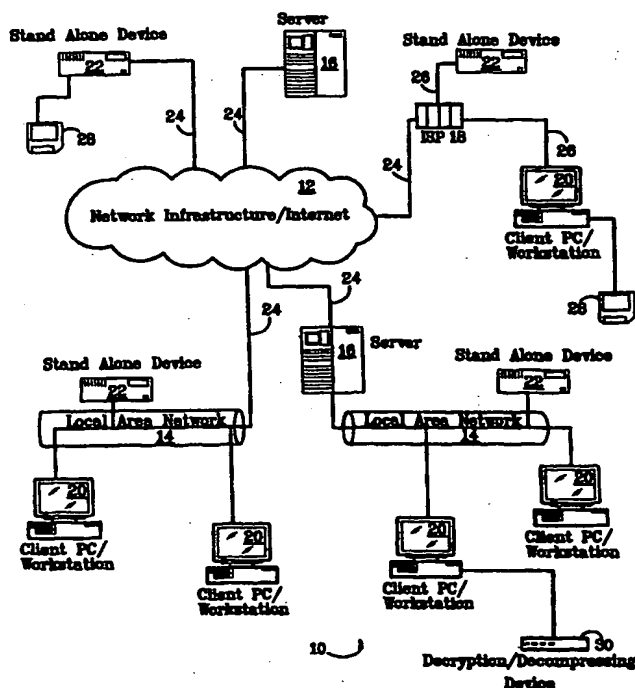 Server
Stand Alone Device
22
16
Stand Alone Device
22
28
24
24
26
ISP 18
24
26
12
Network Infrastructure/Internet
20
Client PC/
Workstation
28
24
24
16
Server
Stand Alone Device
22
Stand Alone Device
22
Local Area Network
14
Local Area Network
14
20
Client PC/
Workstation
20
Client PC/
Workstation
20
Client PC/
Workstation
20
Client PC/
Workstation
10
30
Decryption/Decompressing
Device